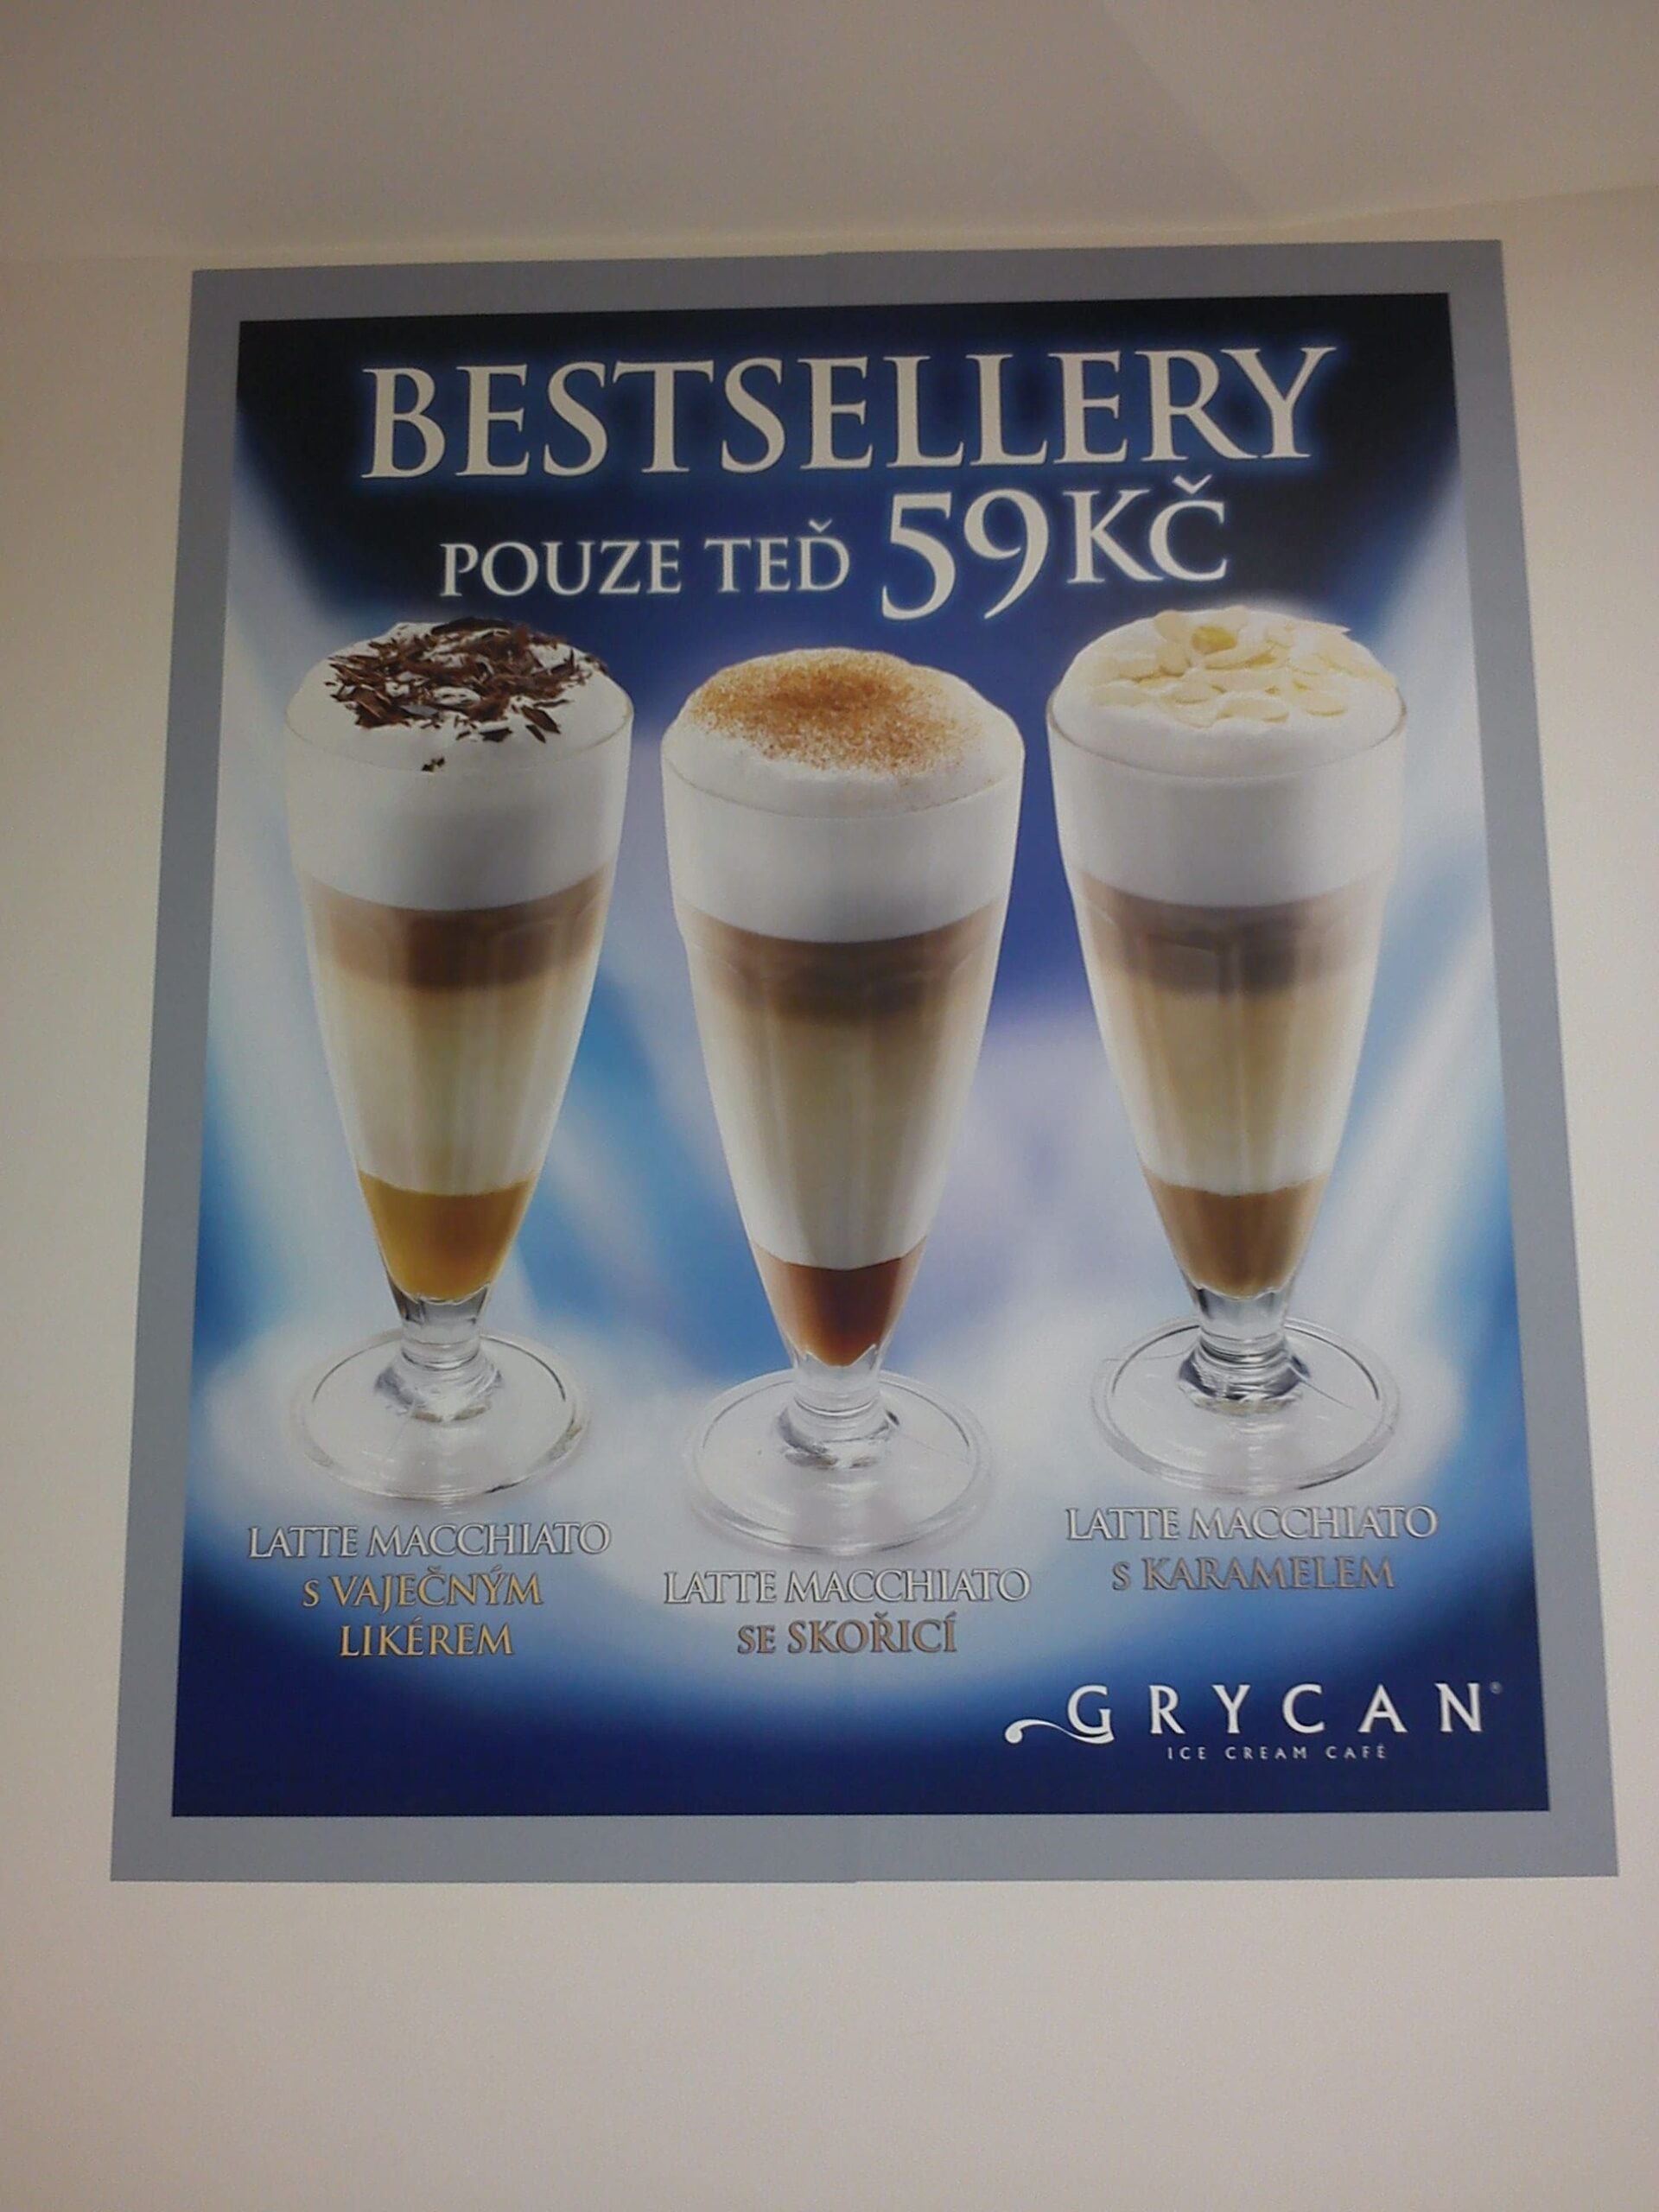 BESTSELLERY
POUZE TEĎ 59KČ
LATTE MACCHIATO
S VAJEČNÝM
LIKÉREM
LATTE MACCHIATO
SE SKOŘICÍ
LATTE MACCHIATO
S KARAMELEM
GRYCAN®
ICE CREAM CAFÉ